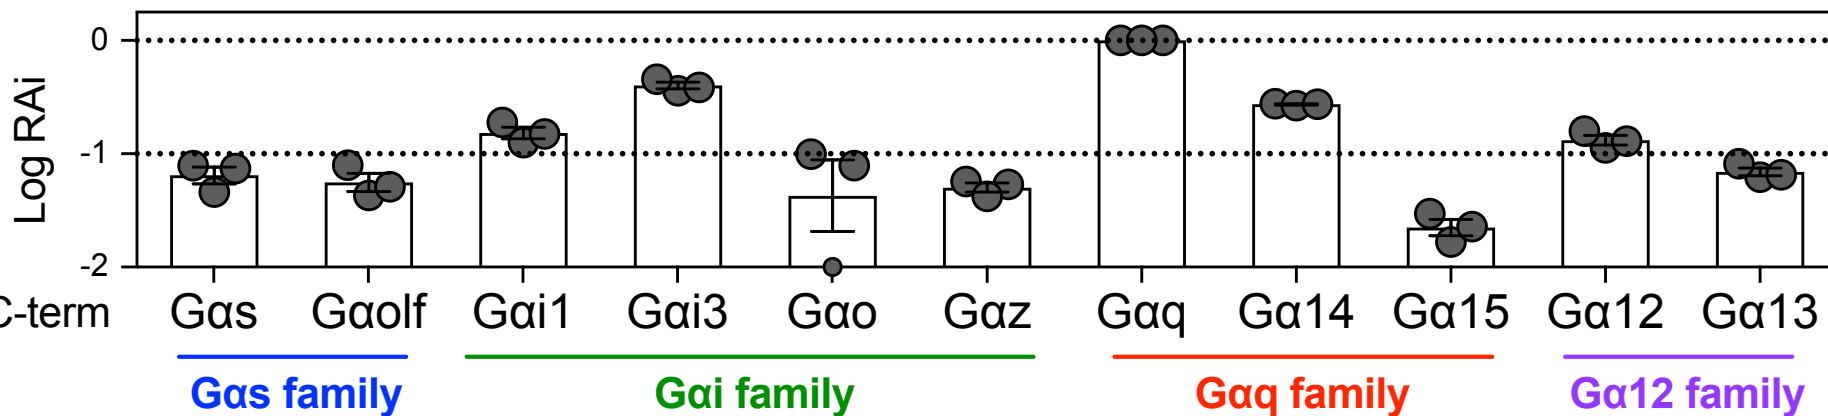 Log RAi
0
-1
-2
C-term Gαs Gαolf Gαi1 Gαi3 Gαo Gαz Gαq Gα14 Gα15 Gα12 Gα13
Gαs family Gαi family Gαq family Gα12 family